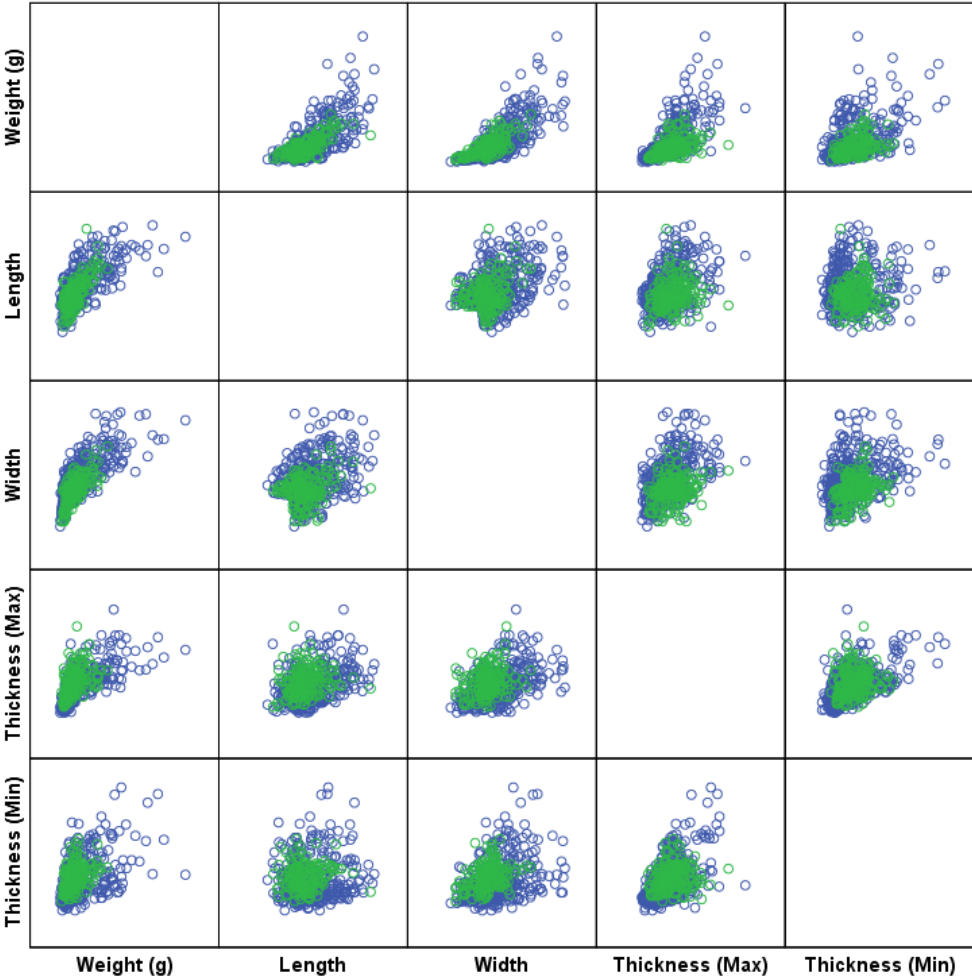 Weight (g)
Length
Width
Thickness (Max)
Thickness (Min)
Weight (g)
Length
Width
Thickness (Max)
Thickness (Min)